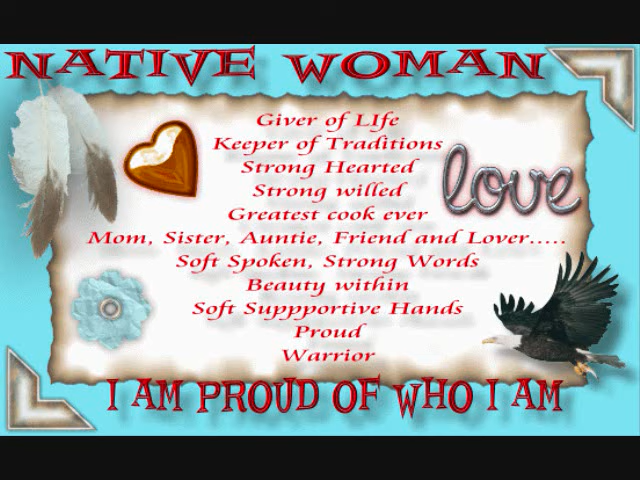 NATIVE WOMAN
Giver of LIfe
Keeper of Traditions
Strong Hearted
love
Strong willed
Greatest cook ever
Mom, Sister, Auntie, Friend and Lover.....
Soft Spoken, Strong Words
Beauty within
Soft Suppportive Hands
Proud
Warrior
I AM PROUD OF WHO I AM